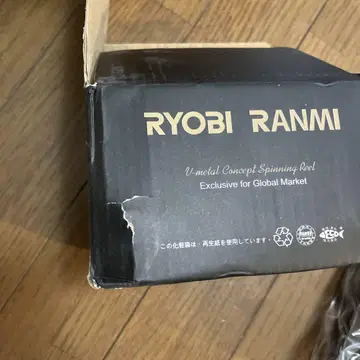 RYOBI RANMI
V-metal Concept Spinning Reel
Exclusive for Global Market
この化粧箱は・再生紙を使用しています・